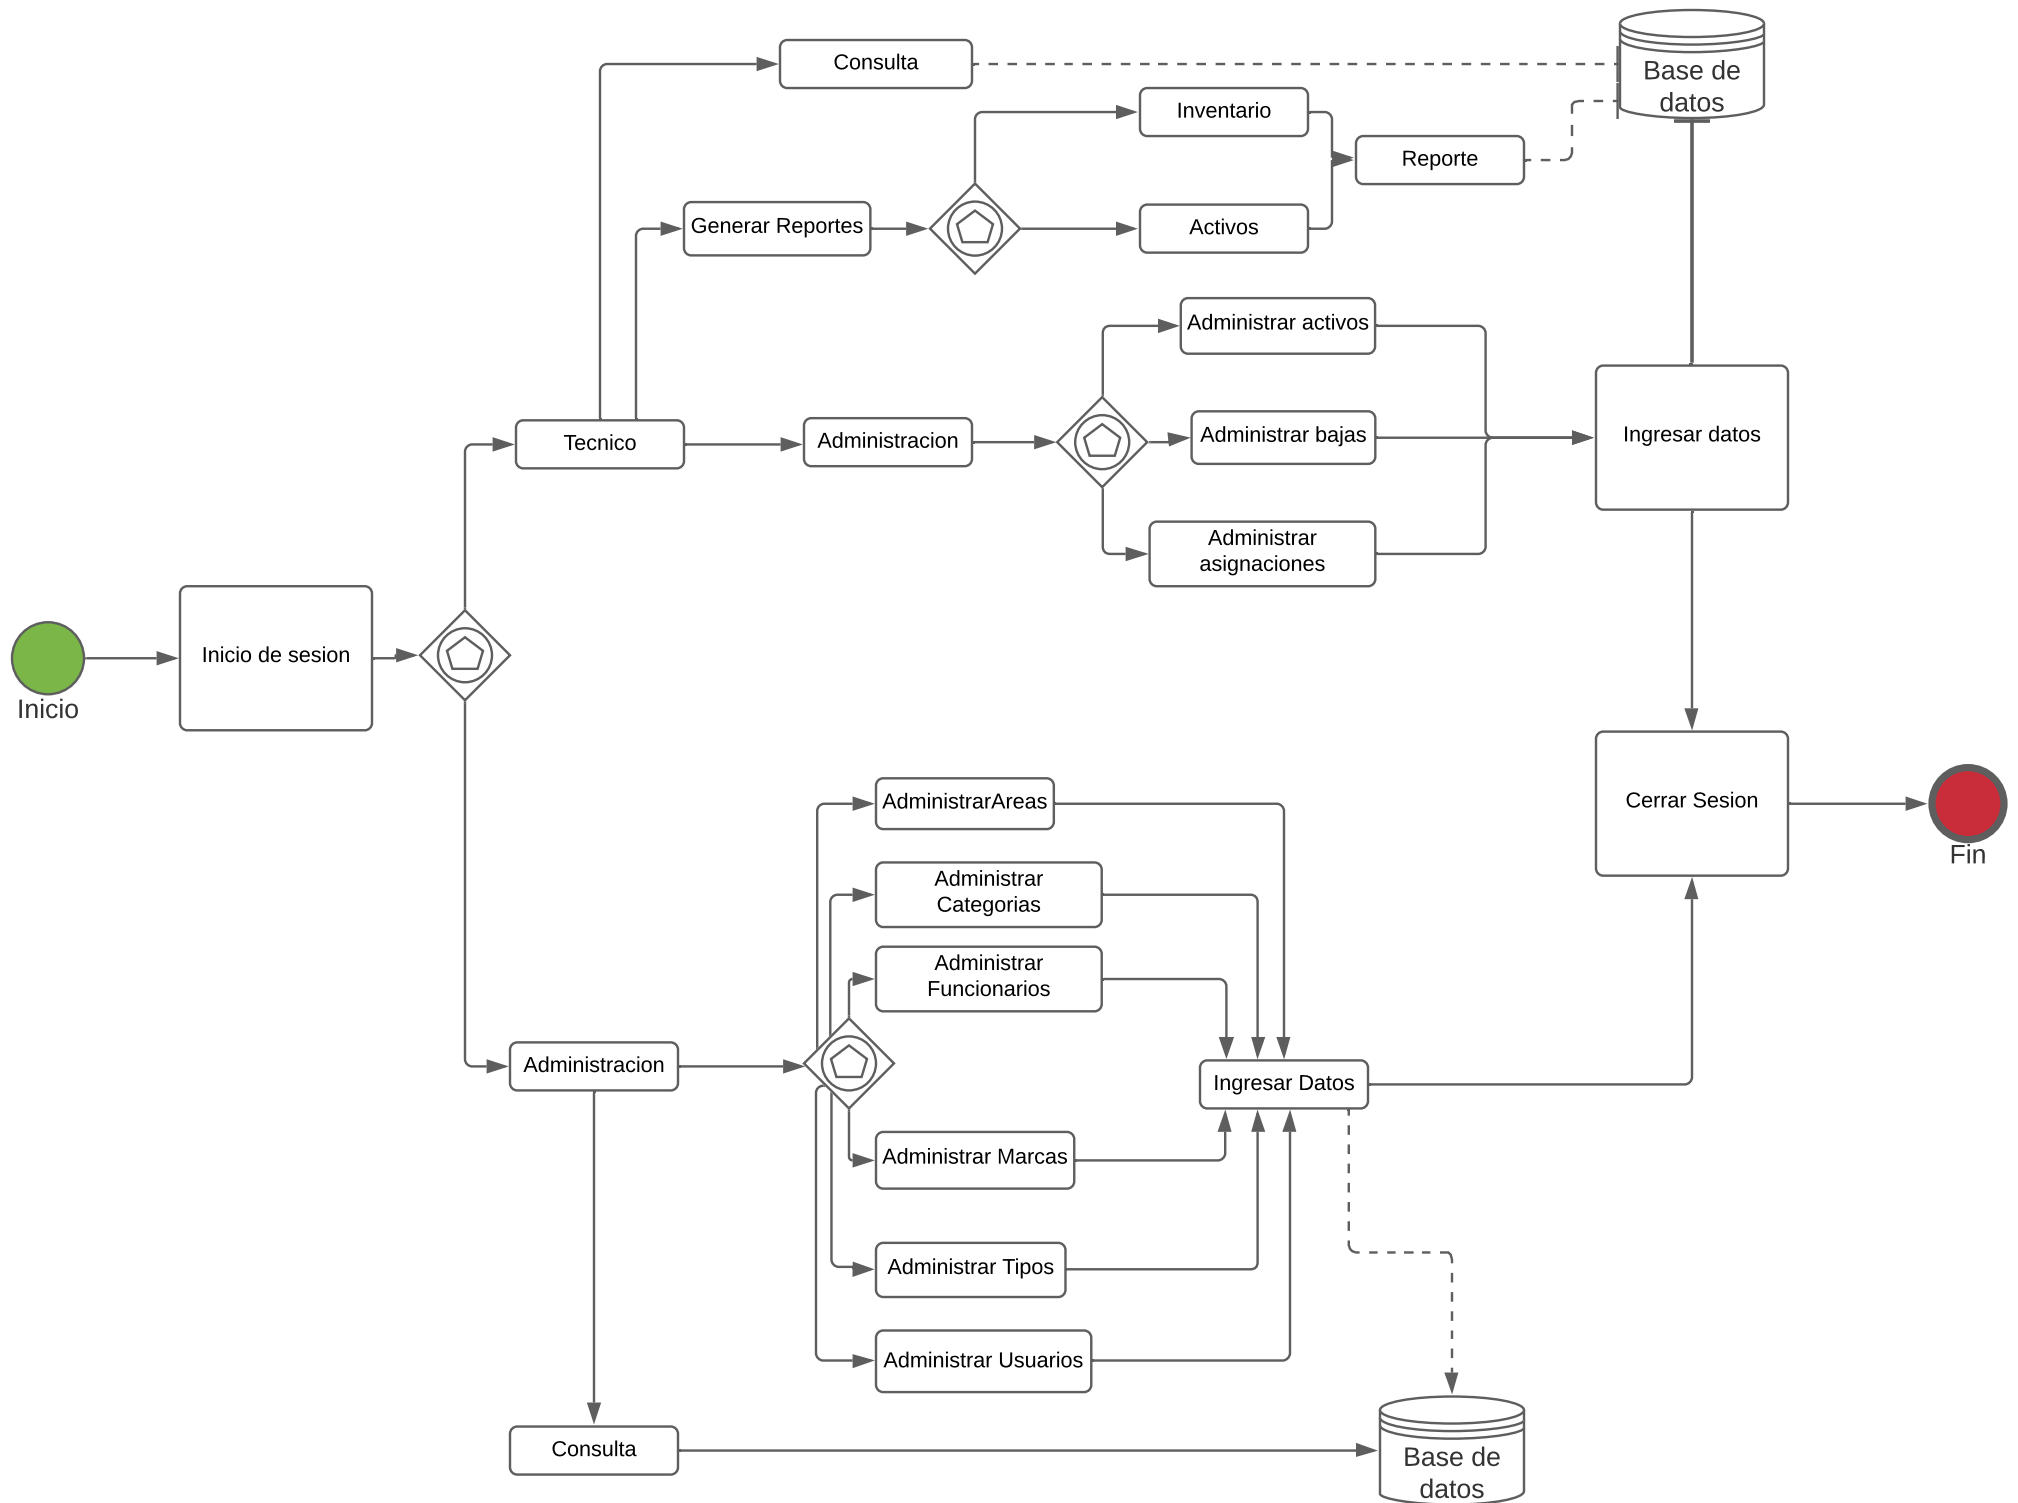 Consulta
Base de
datos
Inventario
Reporte
Generar Reportes
Activos
Administrar activos
Tecnico
Administracion
Administrar bajas
Ingresar datos
Administrar
asignaciones
Inicio de sesion
Inicio
AdministrarAreas
Cerrar Sesion
Fin
Administrar
Categorias
Administrar
Funcionarios
Administracion
Ingresar Datos
Administrar Marcas
Administrar Tipos
Administrar Usuarios
Consulta
Base de
datos